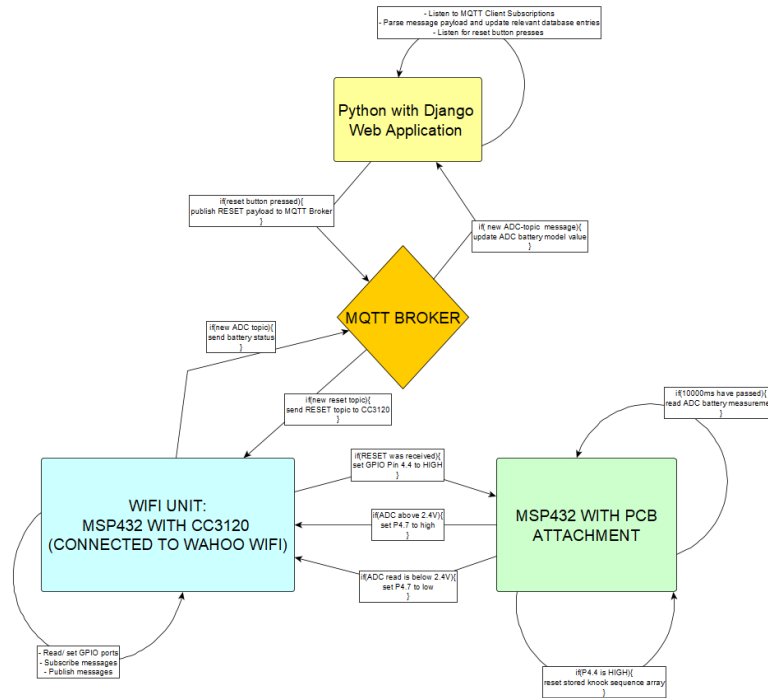 - Listen to MQTT Client Subscriptions
- Parse message payload and update relevant database entries
- Listen for reset button presses
Python with Django
Web Application
if(reset button pressed){
publish RESET payload to MQTT Broker
}
if( new ADC-topic message){
update ADC battery model value
}
MQTT BROKER
if(new ADC topic){
send battery status
}
if(new reset topic){
send RESET topic to CC3120
}
if(10000ms have passed){
read ADC battery measureme
}
if(RESET was received){
set GPIO Pin 4.4 to HIGH
}
WIFI UNIT:
MSP432 WITH CC3120
(CONNECTED TO WAHOO WIFI)
if(ADC above 2.4V){
set P4.7 to high
}
MSP432 WITH PCB
ATTACHMENT
if(ADC read is below 2.4V){
set P4.7 to low
}
- Read/ set GPIO ports
- Subscribe messages
- Publish messages
if(P4.4 is HIGH){
reset stored knock sequence array
}